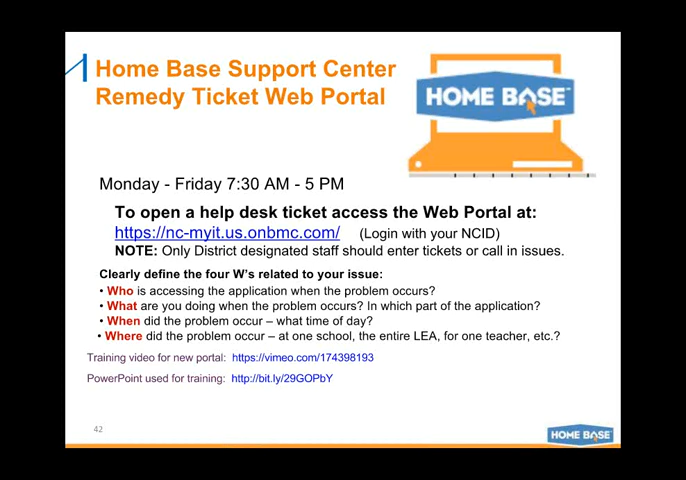 Home Base Support Center
Remedy Ticket Web Portal
HOME BASE
Monday - Friday 7:30 AM - 5 PM
To open a help desk ticket access the Web Portal at:
https://nc-myit.us.onbmc.com/ (Login with your NCID)
NOTE: Only District designated staff should enter tickets or call in issues.
Clearly define the four W's related to your issue:
• Who is accessing the application when the problem occurs?
• What are you doing when the problem occurs? In which part of the application?
• When did the problem occur – what time of day?
• Where did the problem occur – at one school, the entire LEA, for one teacher, etc.?
Training video for new portal: https://vimeo.com/174398193
PowerPoint used for training: http://bit.ly/29GOPbY
42
HOME BASE